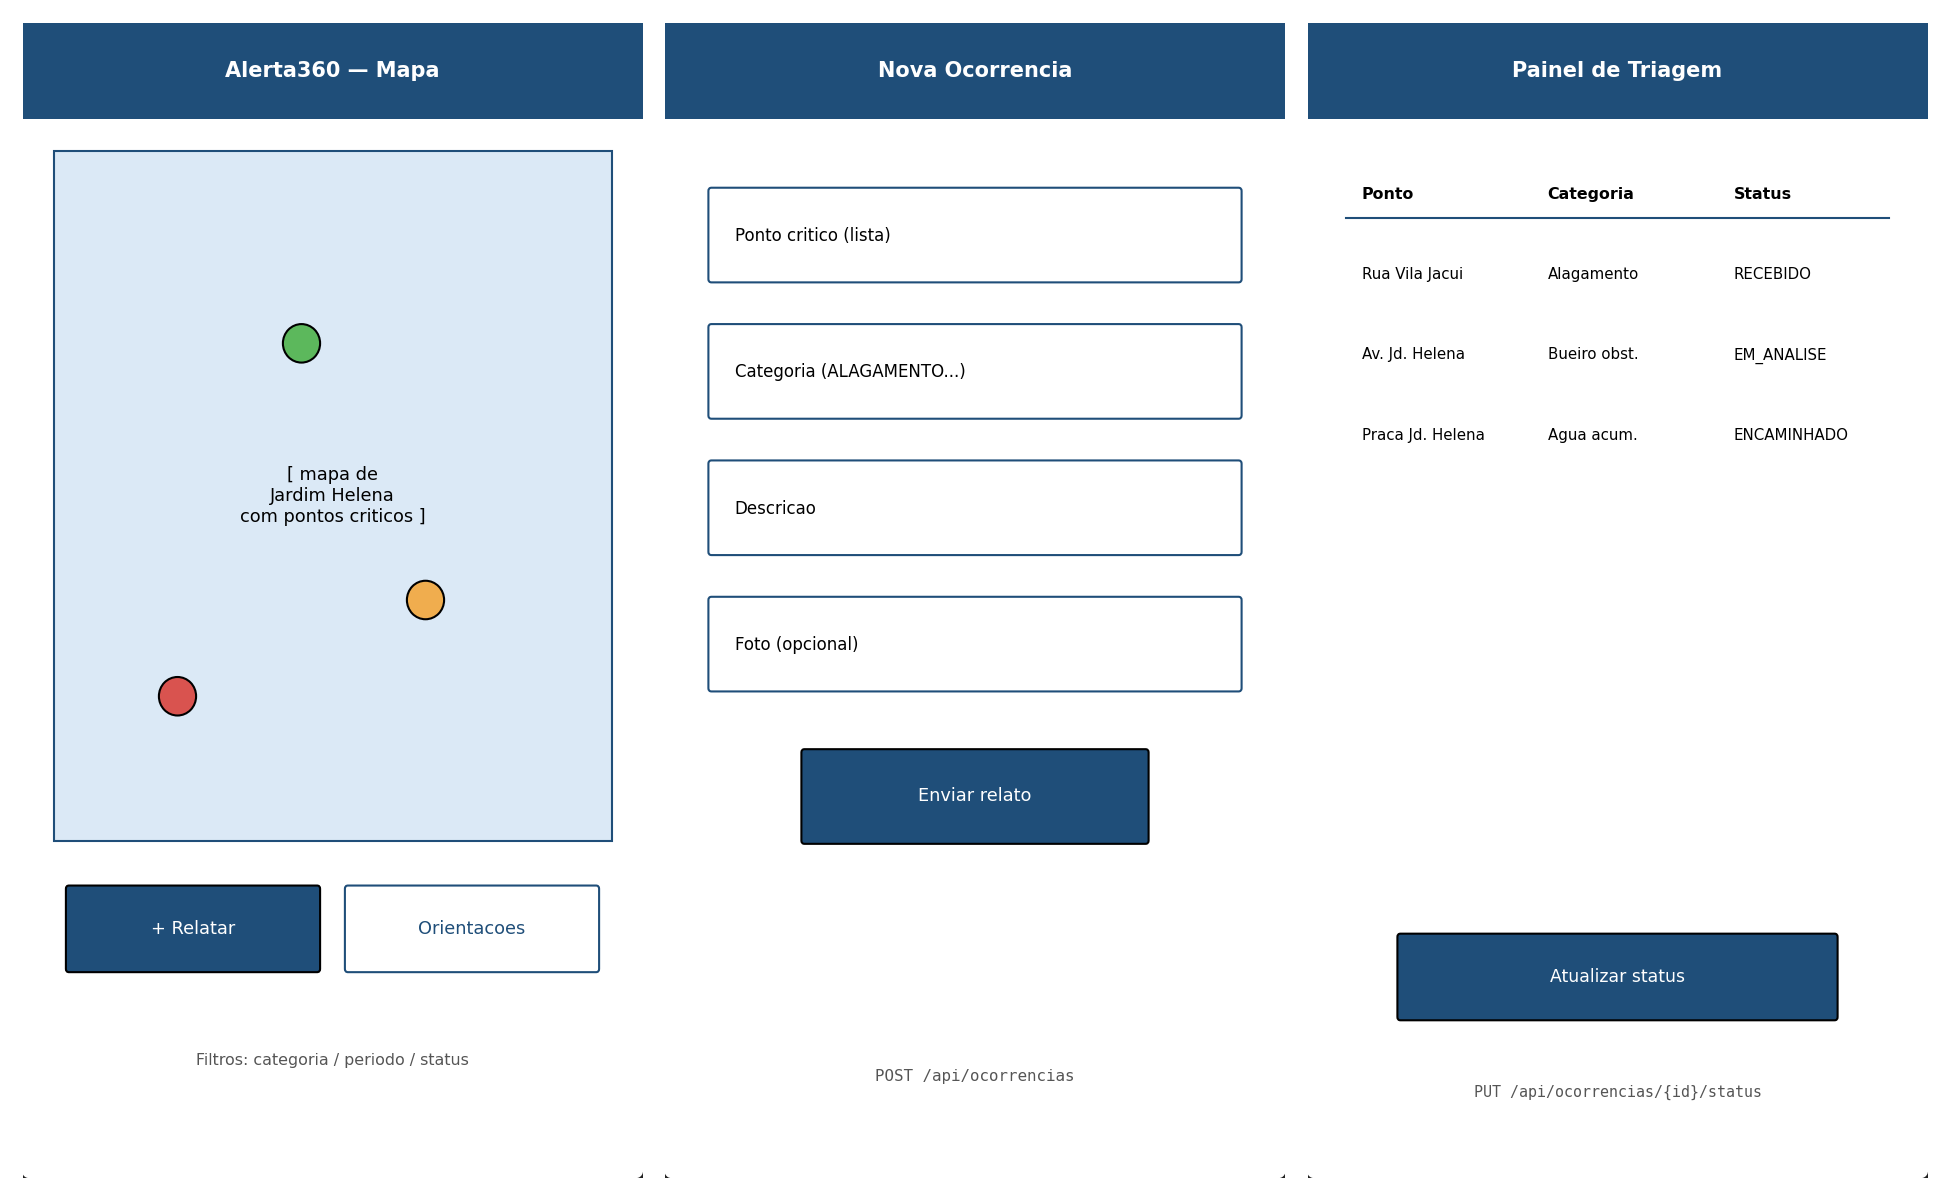 Alerta360 — Mapa
[ mapa de
Jardim Helena
com pontos criticos ]
+ Relatar
Orientacoes
Filtros: categoria / periodo / status
Nova Ocorrencia
Ponto critico (lista)
Categoria (ALAGAMENTO...)
Descricao
Foto (opcional)
Enviar relato
POST /api/ocorrencias
Painel de Triagem
Ponto Categoria Status
Rua Vila Jacui Alagamento RECEBIDO
Av. Jd. Helena Bueiro obst. EM_ANALISE
Praca Jd. Helena Agua acum. ENCAMINHADO
Atualizar status
PUT /api/ocorrencias/{id}/status